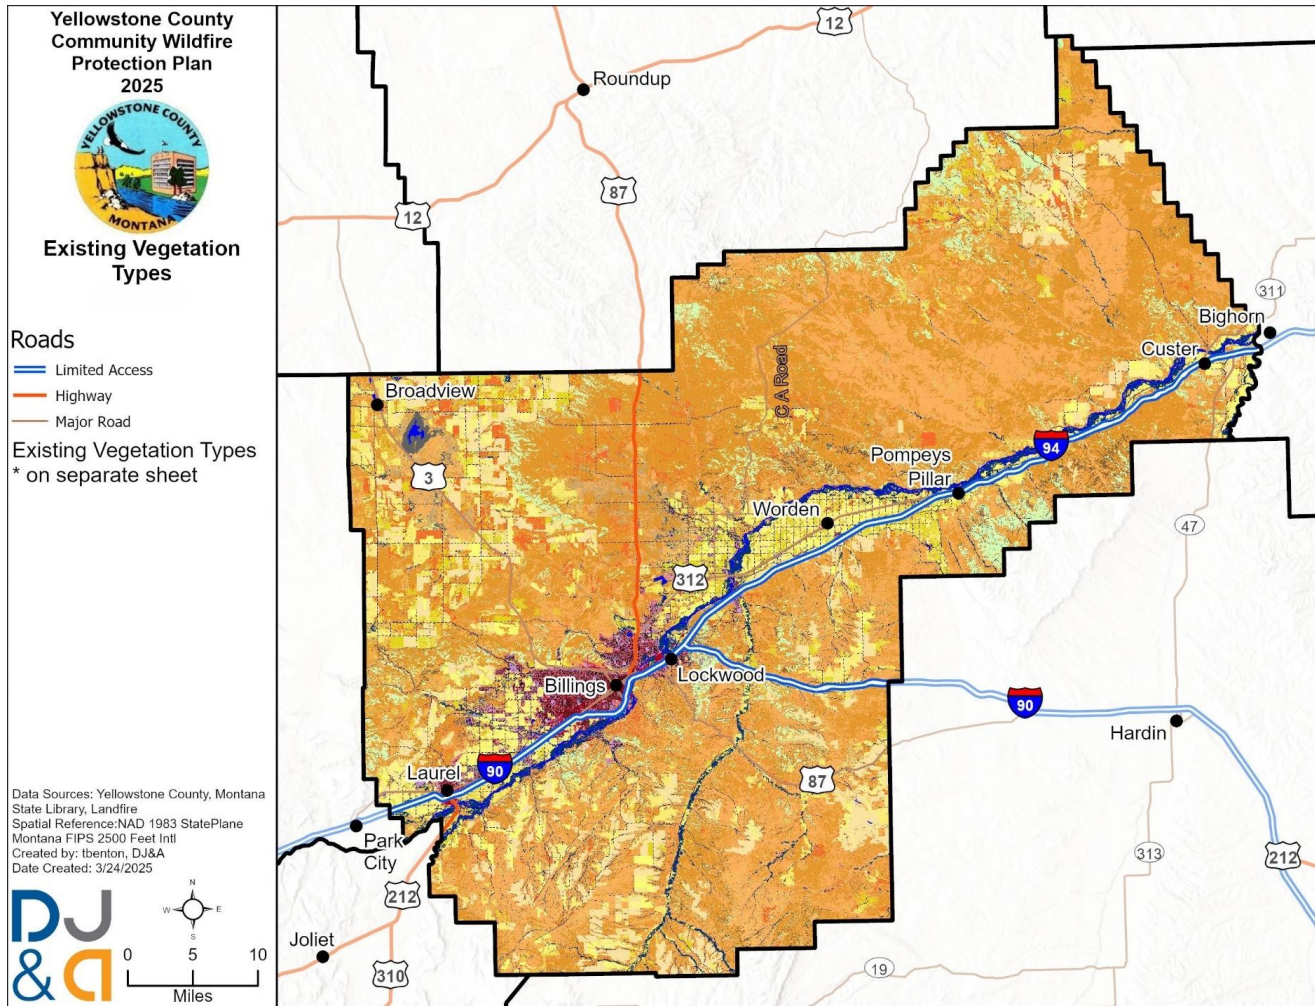 Yellowstone County
Community Wildfire
Protection Plan
2025
YELLOWSTONE COUNTY
MONTANA
Existing Vegetation
Types
Roads
Limited Access
Highway
Major Road
Existing Vegetation Types
* on separate sheet
Data Sources: Yellowstone County, Montana
State Library, Landfire
Spatial Reference:NAD 1983 StatePlane
Montana FIPS 2500 Feet Intl
Created by: tbenton, DJ&A
Date Created: 3/24/2025
DJ
&a
N
W E
S
0 5 10
Miles
12
Roundup
87
12
311
Bighorn
Custer
C A Road
Broadview
94
Pompeys
Pillar
3
Worden
47
312
Lockwood
Billings
90
Hardin
Laurel
90
87
Park
City
313
212
212
Joliet
310
19